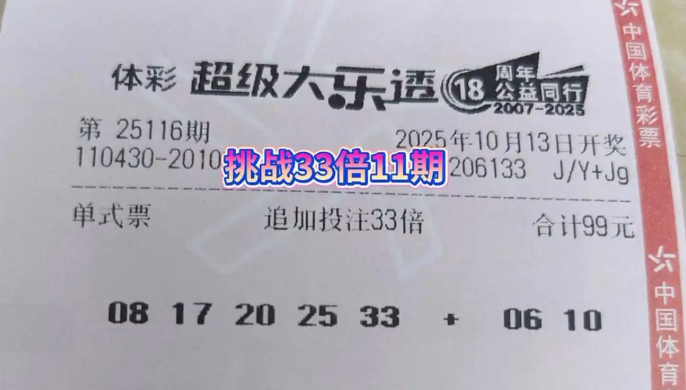 体彩 超级大乐透 18 周年 公益同行 2007-2025
第 25116期 2025年10月13日开奖
110430-2010 206133 J/Y+Jg
挑战33倍11期
单式票 追加投注33倍 合计99元
08 17 20 25 33 + 06 10
中国体育彩票
中国体育